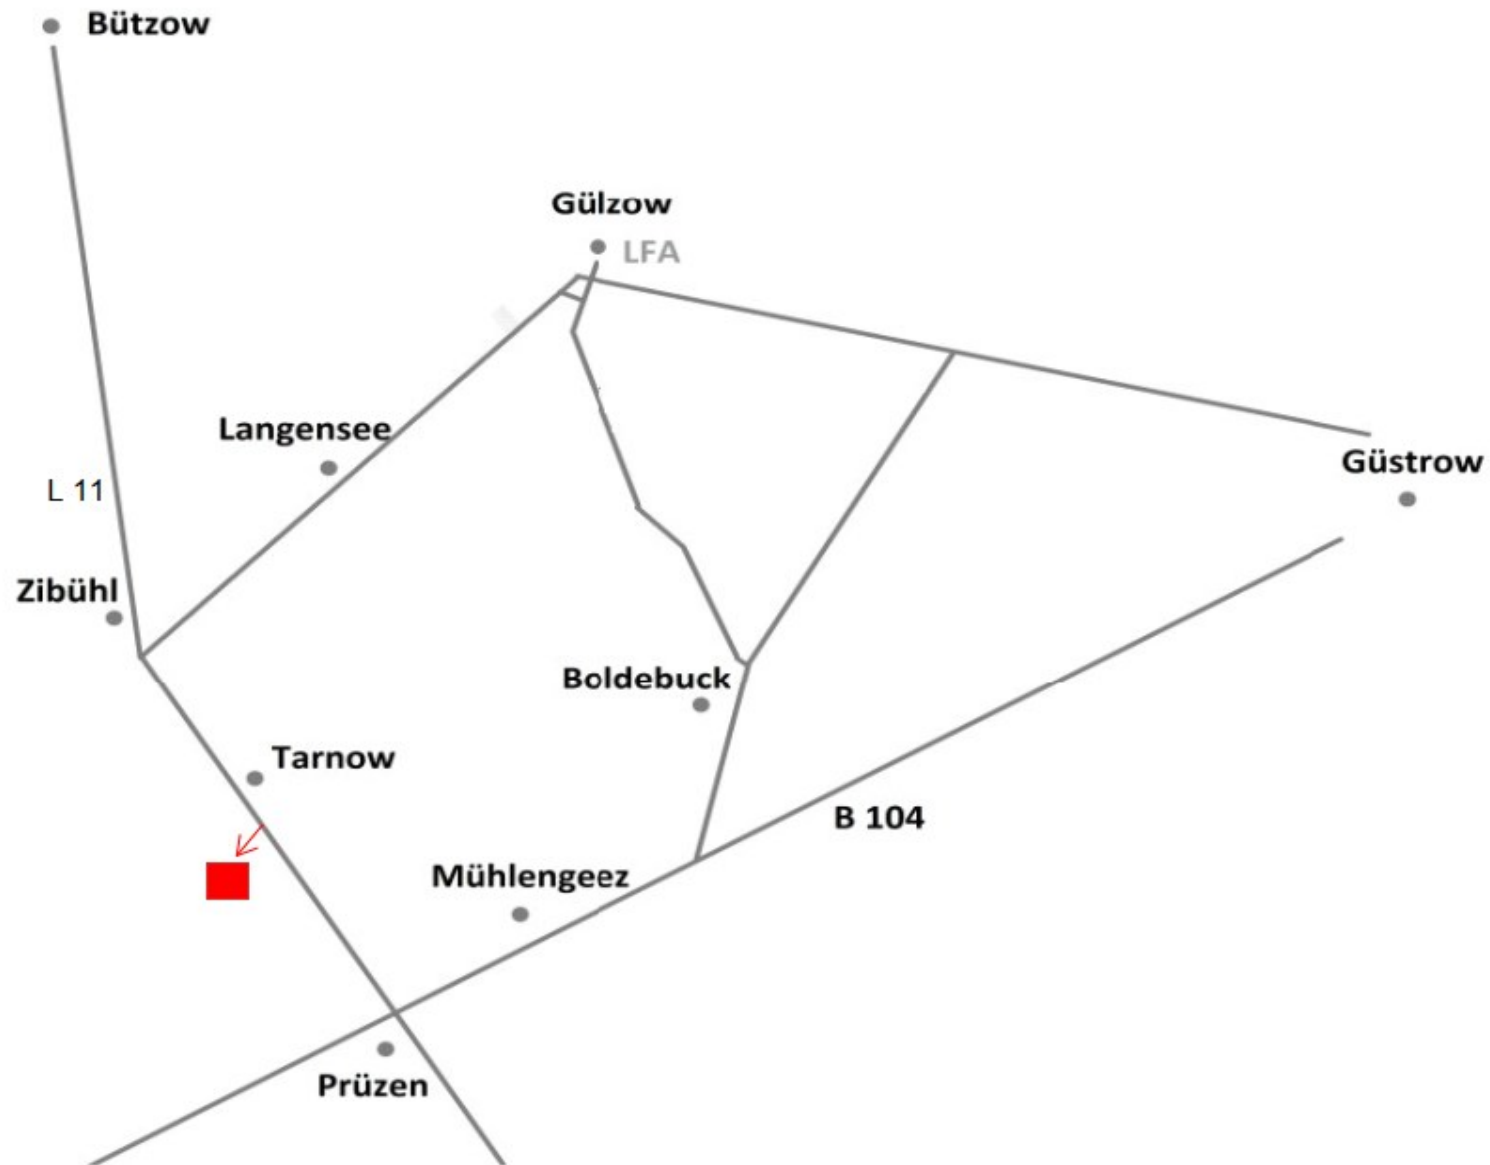 Bützow
Gülzow
LFA
Langensee
Güstrow
L 11
Zibühl
Boldebuck
Tarnow
B 104
Mühlengeez
Prüzen